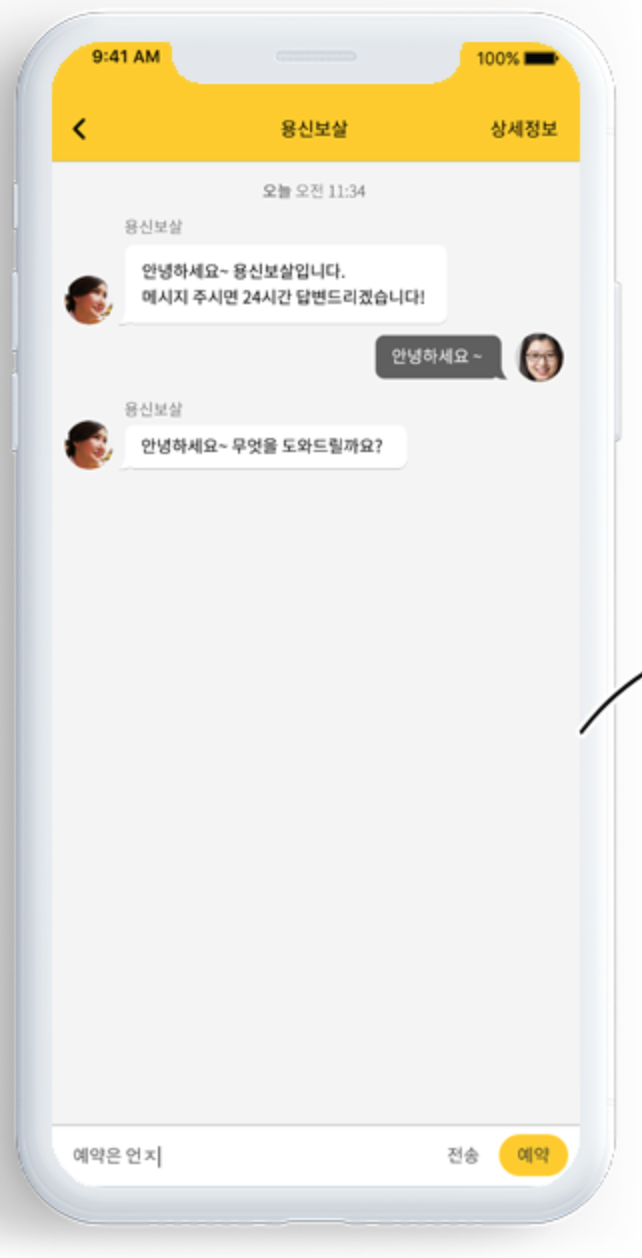 9:41 AM 100%
용신보살 상세정보
오늘 오전 11:34
용신보살
안녕하세요~ 용신보살입니다.
메시지 주시면 24시간 답변드리겠습니다!
안녕하세요 ~
용신보살
안녕하세요~ 무엇을 도와드릴까요?
예약은 언 ㅈ 전송 예약